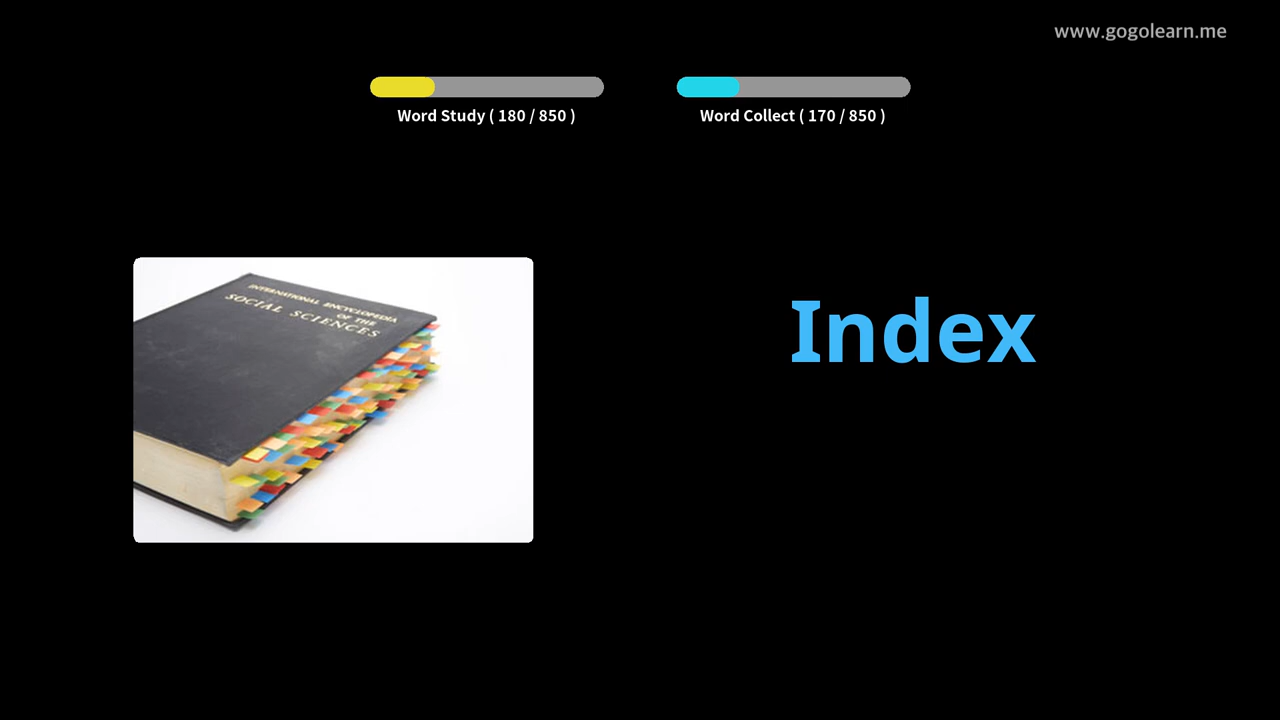 www.gogolearn.me
Word Study ( 180 / 850 )
Word Collect ( 170 / 850 )
INTERNATIONAL ENCYCLOPEDIA
OF THE
SOCIAL SCIENCES
Index